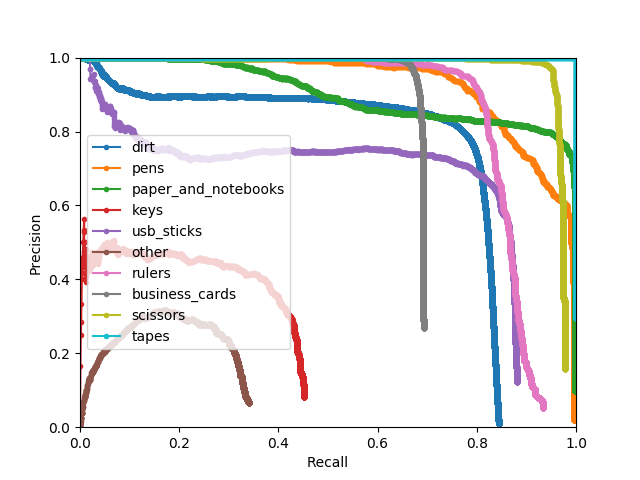 1.0
0.8
0.6
0.4
0.2
0.0
Precision
dirt
pens
paper_and_notebooks
keys
usb_sticks
other
rulers
business_cards
scissors
tapes
0.0 0.2 0.4 0.6 0.8 1.0
Recall